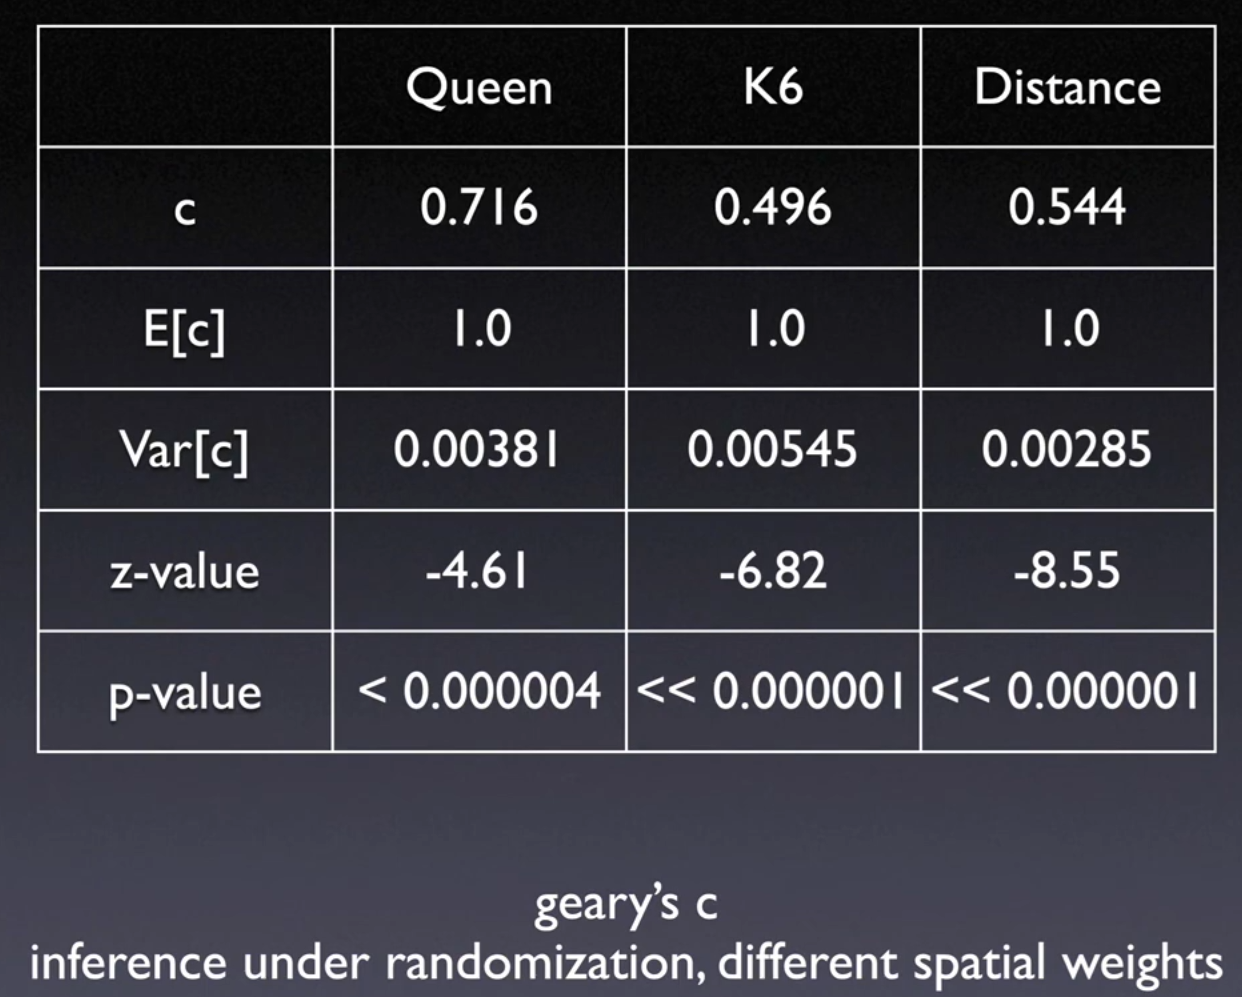 Queen K6 Distance
c 0.716 0.496 0.544
E[c] 1.0 1.0 1.0
Var[c] 0.00381 0.00545 0.00285
z-value -4.61 -6.82 -8.55
p-value < 0.000004 << 0.000001 << 0.000001
geary’s c
inference under randomization, different spatial weights